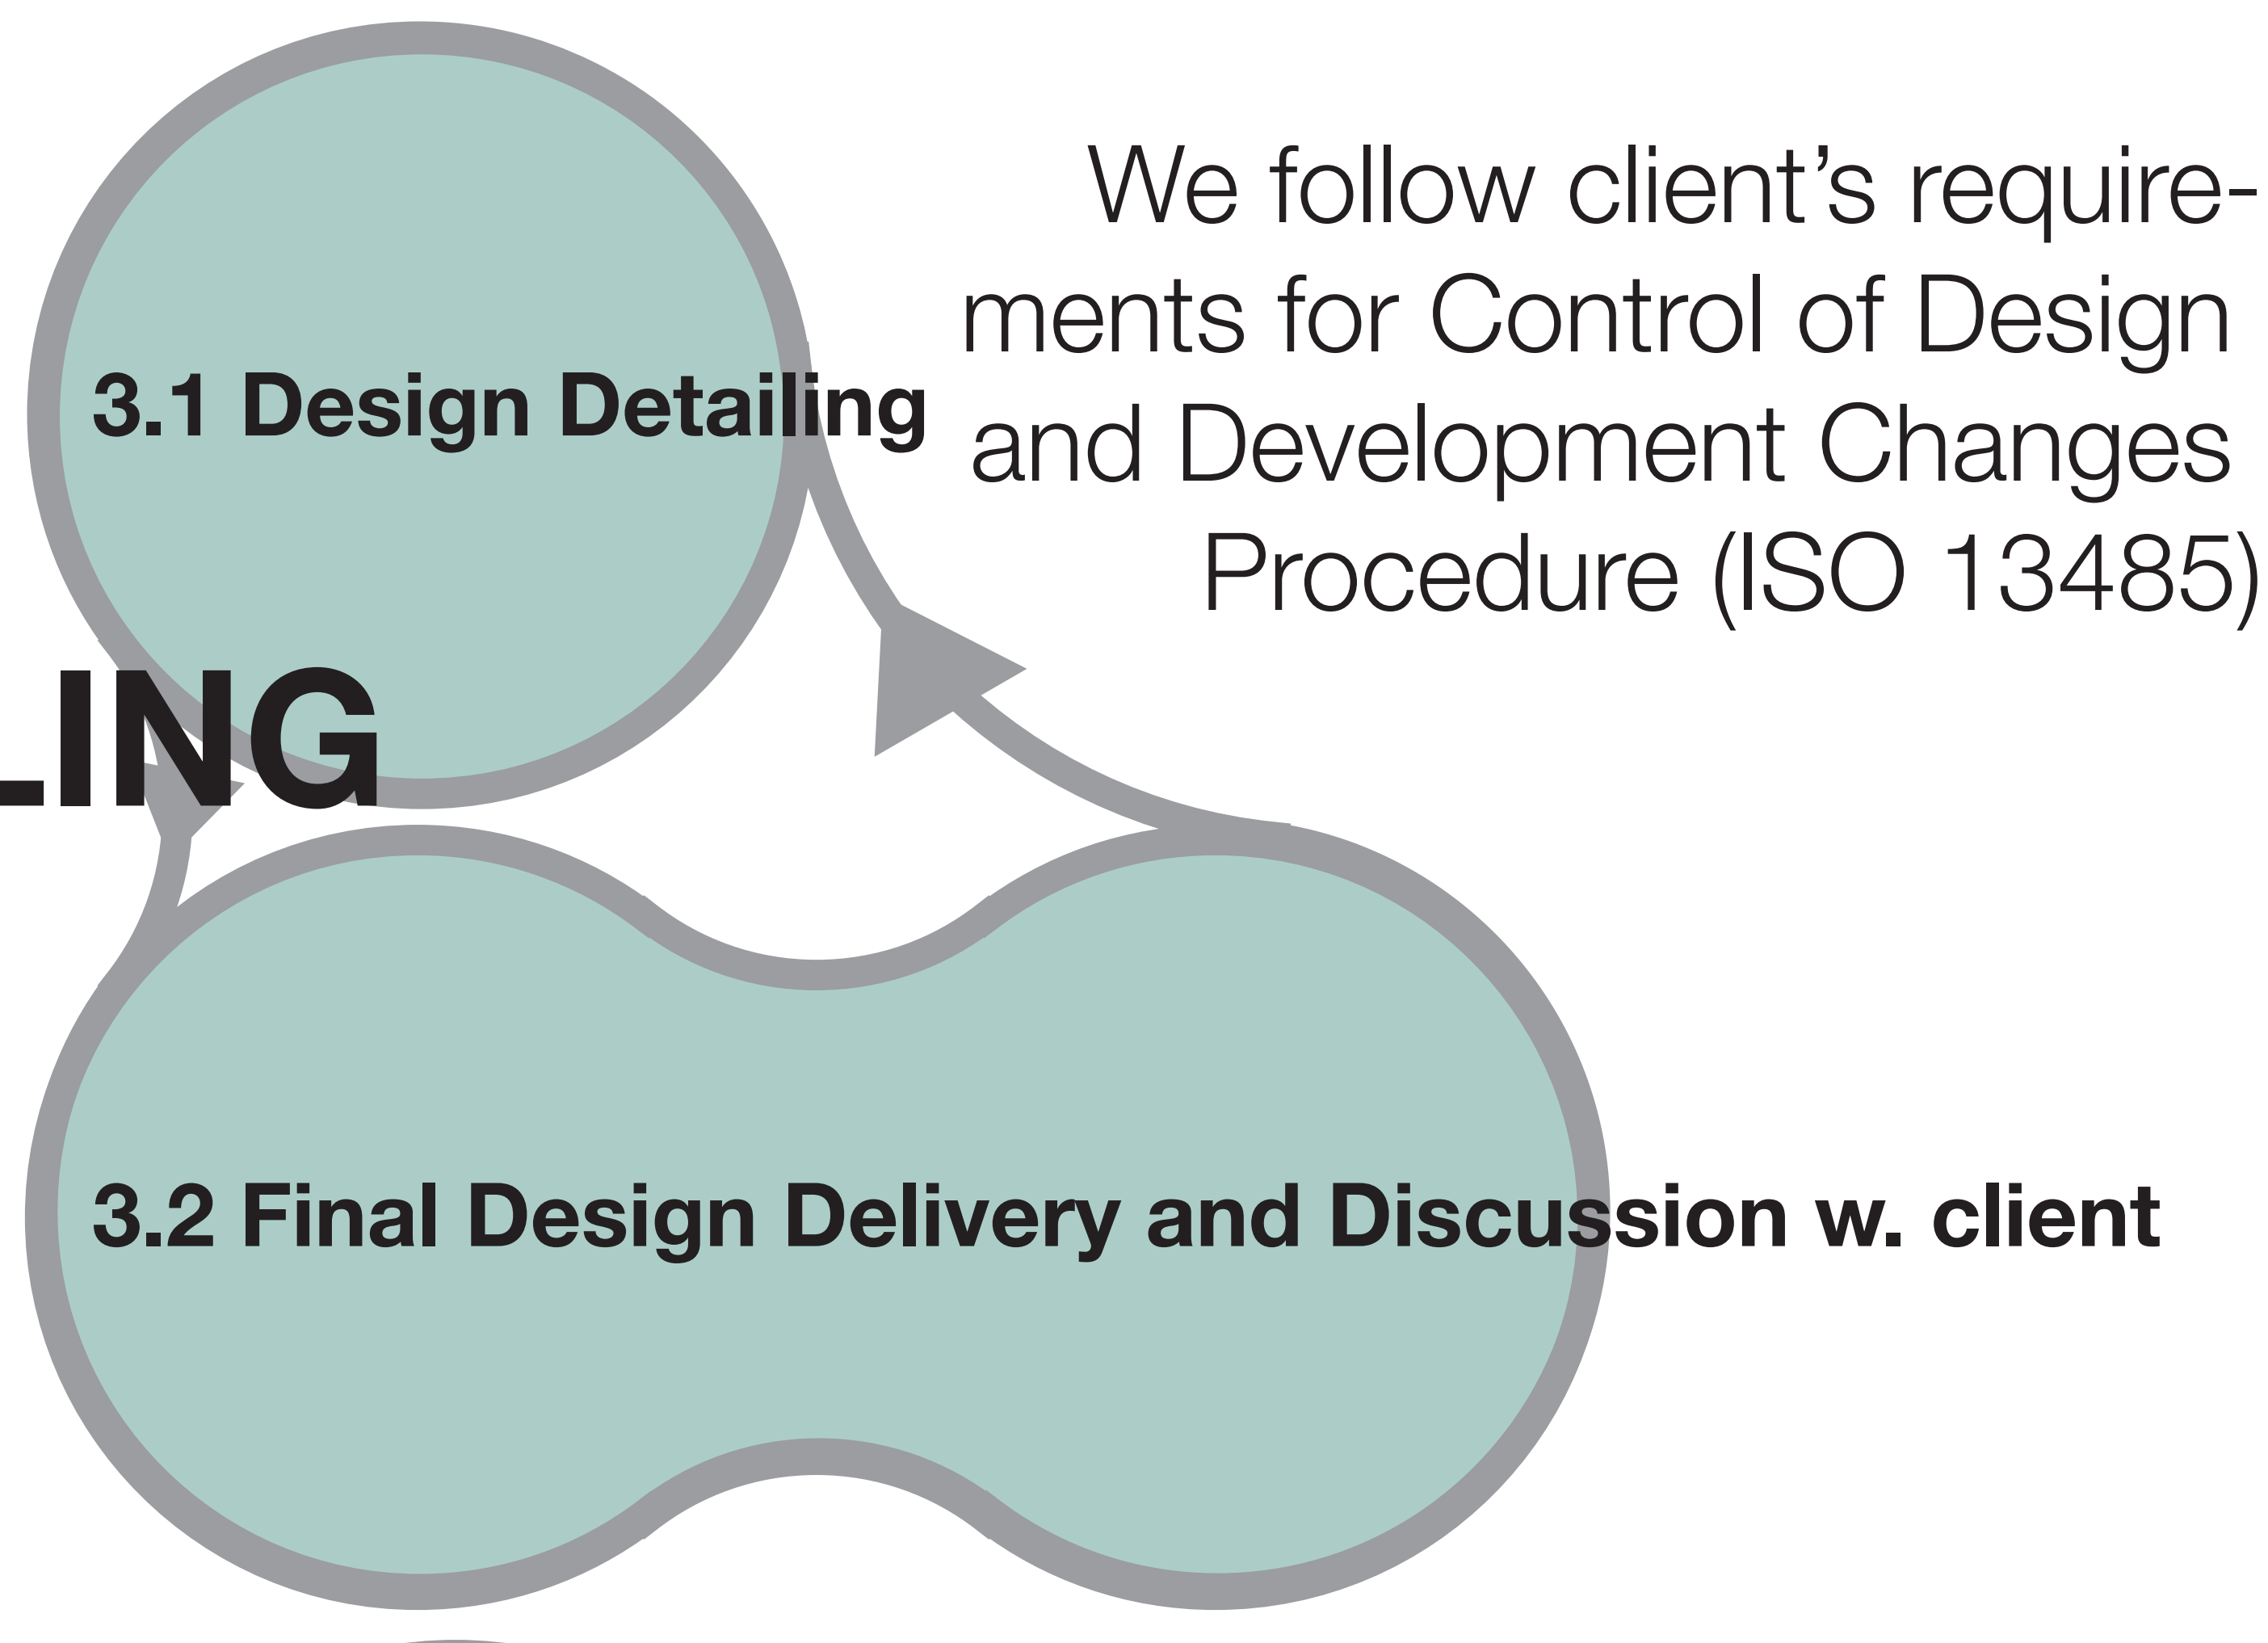 We follow client’s require-
ments for Control of Design
and Development Changes
Procedure (ISO 13485)
3.1 Design Detailing
LING
3.2 Final Design Delivery and Discussion w. client